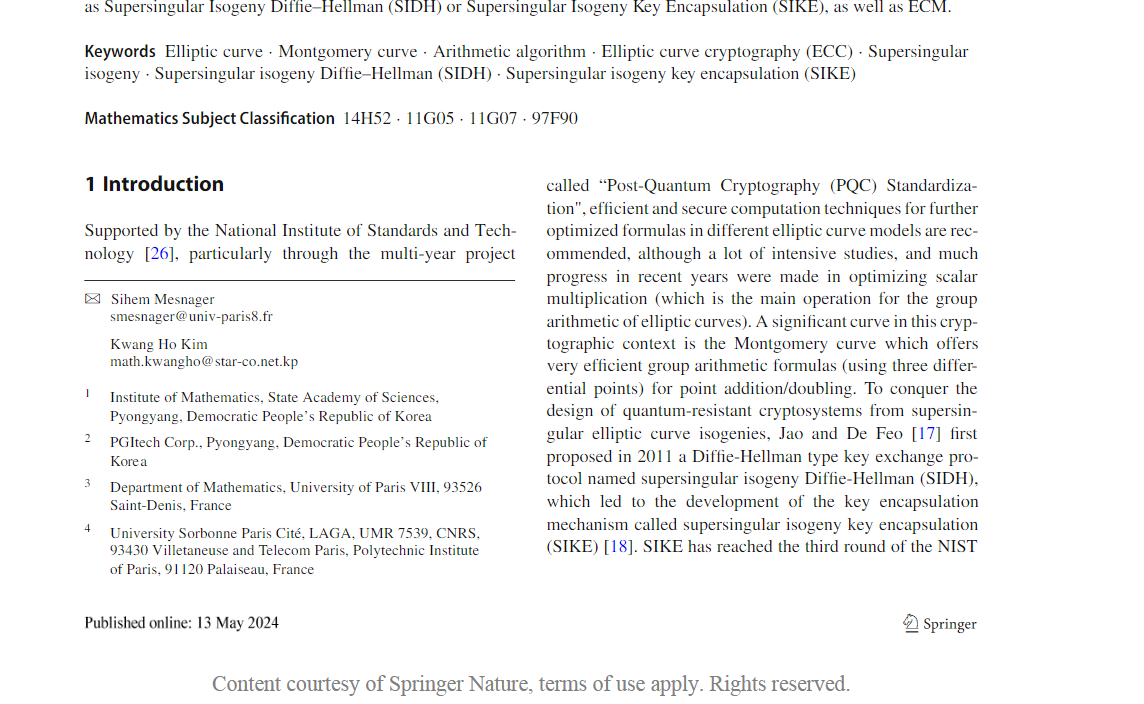 as Supersingular Isogeny Diffie–Hellman (SIDH) or Supersingular Isogeny Key Encapsulation (SIKE), as well as ECM.
Keywords Elliptic curve · Montgomery curve · Arithmetic algorithm · Elliptic curve cryptography (ECC) · Supersingular
isogeny · Supersingular isogeny Diffie–Hellman (SIDH) · Supersingular isogeny key encapsulation (SIKE)
Mathematics Subject Classification 14H52 · 11G05 · 11G07 · 97F90
1 Introduction
Supported by the National Institute of Standards and Tech-
nology [26], particularly through the multi-year project
✉ Sihem Mesnager
smesnager@univ-paris8.fr
Kwang Ho Kim
math.kwangho@star-co.net.kp
1 Institute of Mathematics, State Academy of Sciences,
Pyongyang, Democratic People's Republic of Korea
2 PGItech Corp., Pyongyang, Democratic People's Republic of
Korea
3 Department of Mathematics, University of Paris VIII, 93526
Saint-Denis, France
4 University Sorbonne Paris Cité, LAGA, UMR 7539, CNRS,
93430 Villetaneuse and Telecom Paris, Polytechnic Institute
of Paris, 91120 Palaiseau, France
called “Post-Quantum Cryptography (PQC) Standardiza-
tion", efficient and secure computation techniques for further
optimized formulas in different elliptic curve models are rec-
ommended, although a lot of intensive studies, and much
progress in recent years were made in optimizing scalar
multiplication (which is the main operation for the group
arithmetic of elliptic curves). A significant curve in this cryp-
tographic context is the Montgomery curve which offers
very efficient group arithmetic formulas (using three differ-
ential points) for point addition/doubling. To conquer the
design of quantum-resistant cryptosystems from supersin-
gular elliptic curve isogenies, Jao and De Feo [17] first
proposed in 2011 a Diffie-Hellman type key exchange pro-
tocol named supersingular isogeny Diffie-Hellman (SIDH),
which led to the development of the key encapsulation
mechanism called supersingular isogeny key encapsulation
(SIKE) [18]. SIKE has reached the third round of the NIST
Published online: 13 May 2024
Springer
Content courtesy of Springer Nature, terms of use apply. Rights reserved.